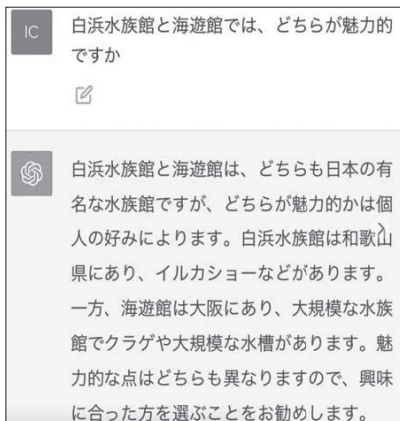 IC
白浜水族館と海遊館では、どちらが魅力的
ですか
白浜水族館と海遊館は、どちらも日本の有
名な水族館ですが、どちらが魅力的かは個
人の好みによります。白浜水族館は和歌山
県にあり、イルカショーなどがあります。
一方、海遊館は大阪にあり、大規模な水族
館でクラゲや大規模な水槽があります。魅
力的な点はどちらも異なりますので、興味
に合った方を選ぶことをお勧めします。